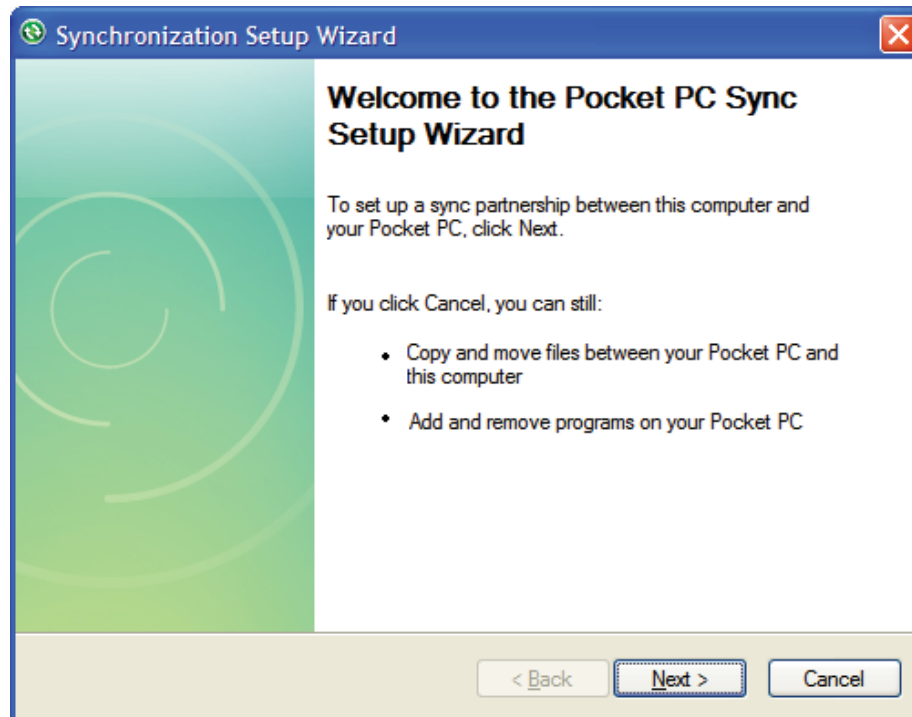 Synchronization Setup Wizard
Welcome to the Pocket PC Sync
Setup Wizard
To set up a sync partnership between this computer and
your Pocket PC, click Next.
If you click Cancel, you can still:
• Copy and move files between your Pocket PC and
this computer
• Add and remove programs on your Pocket PC
< Back Next > Cancel